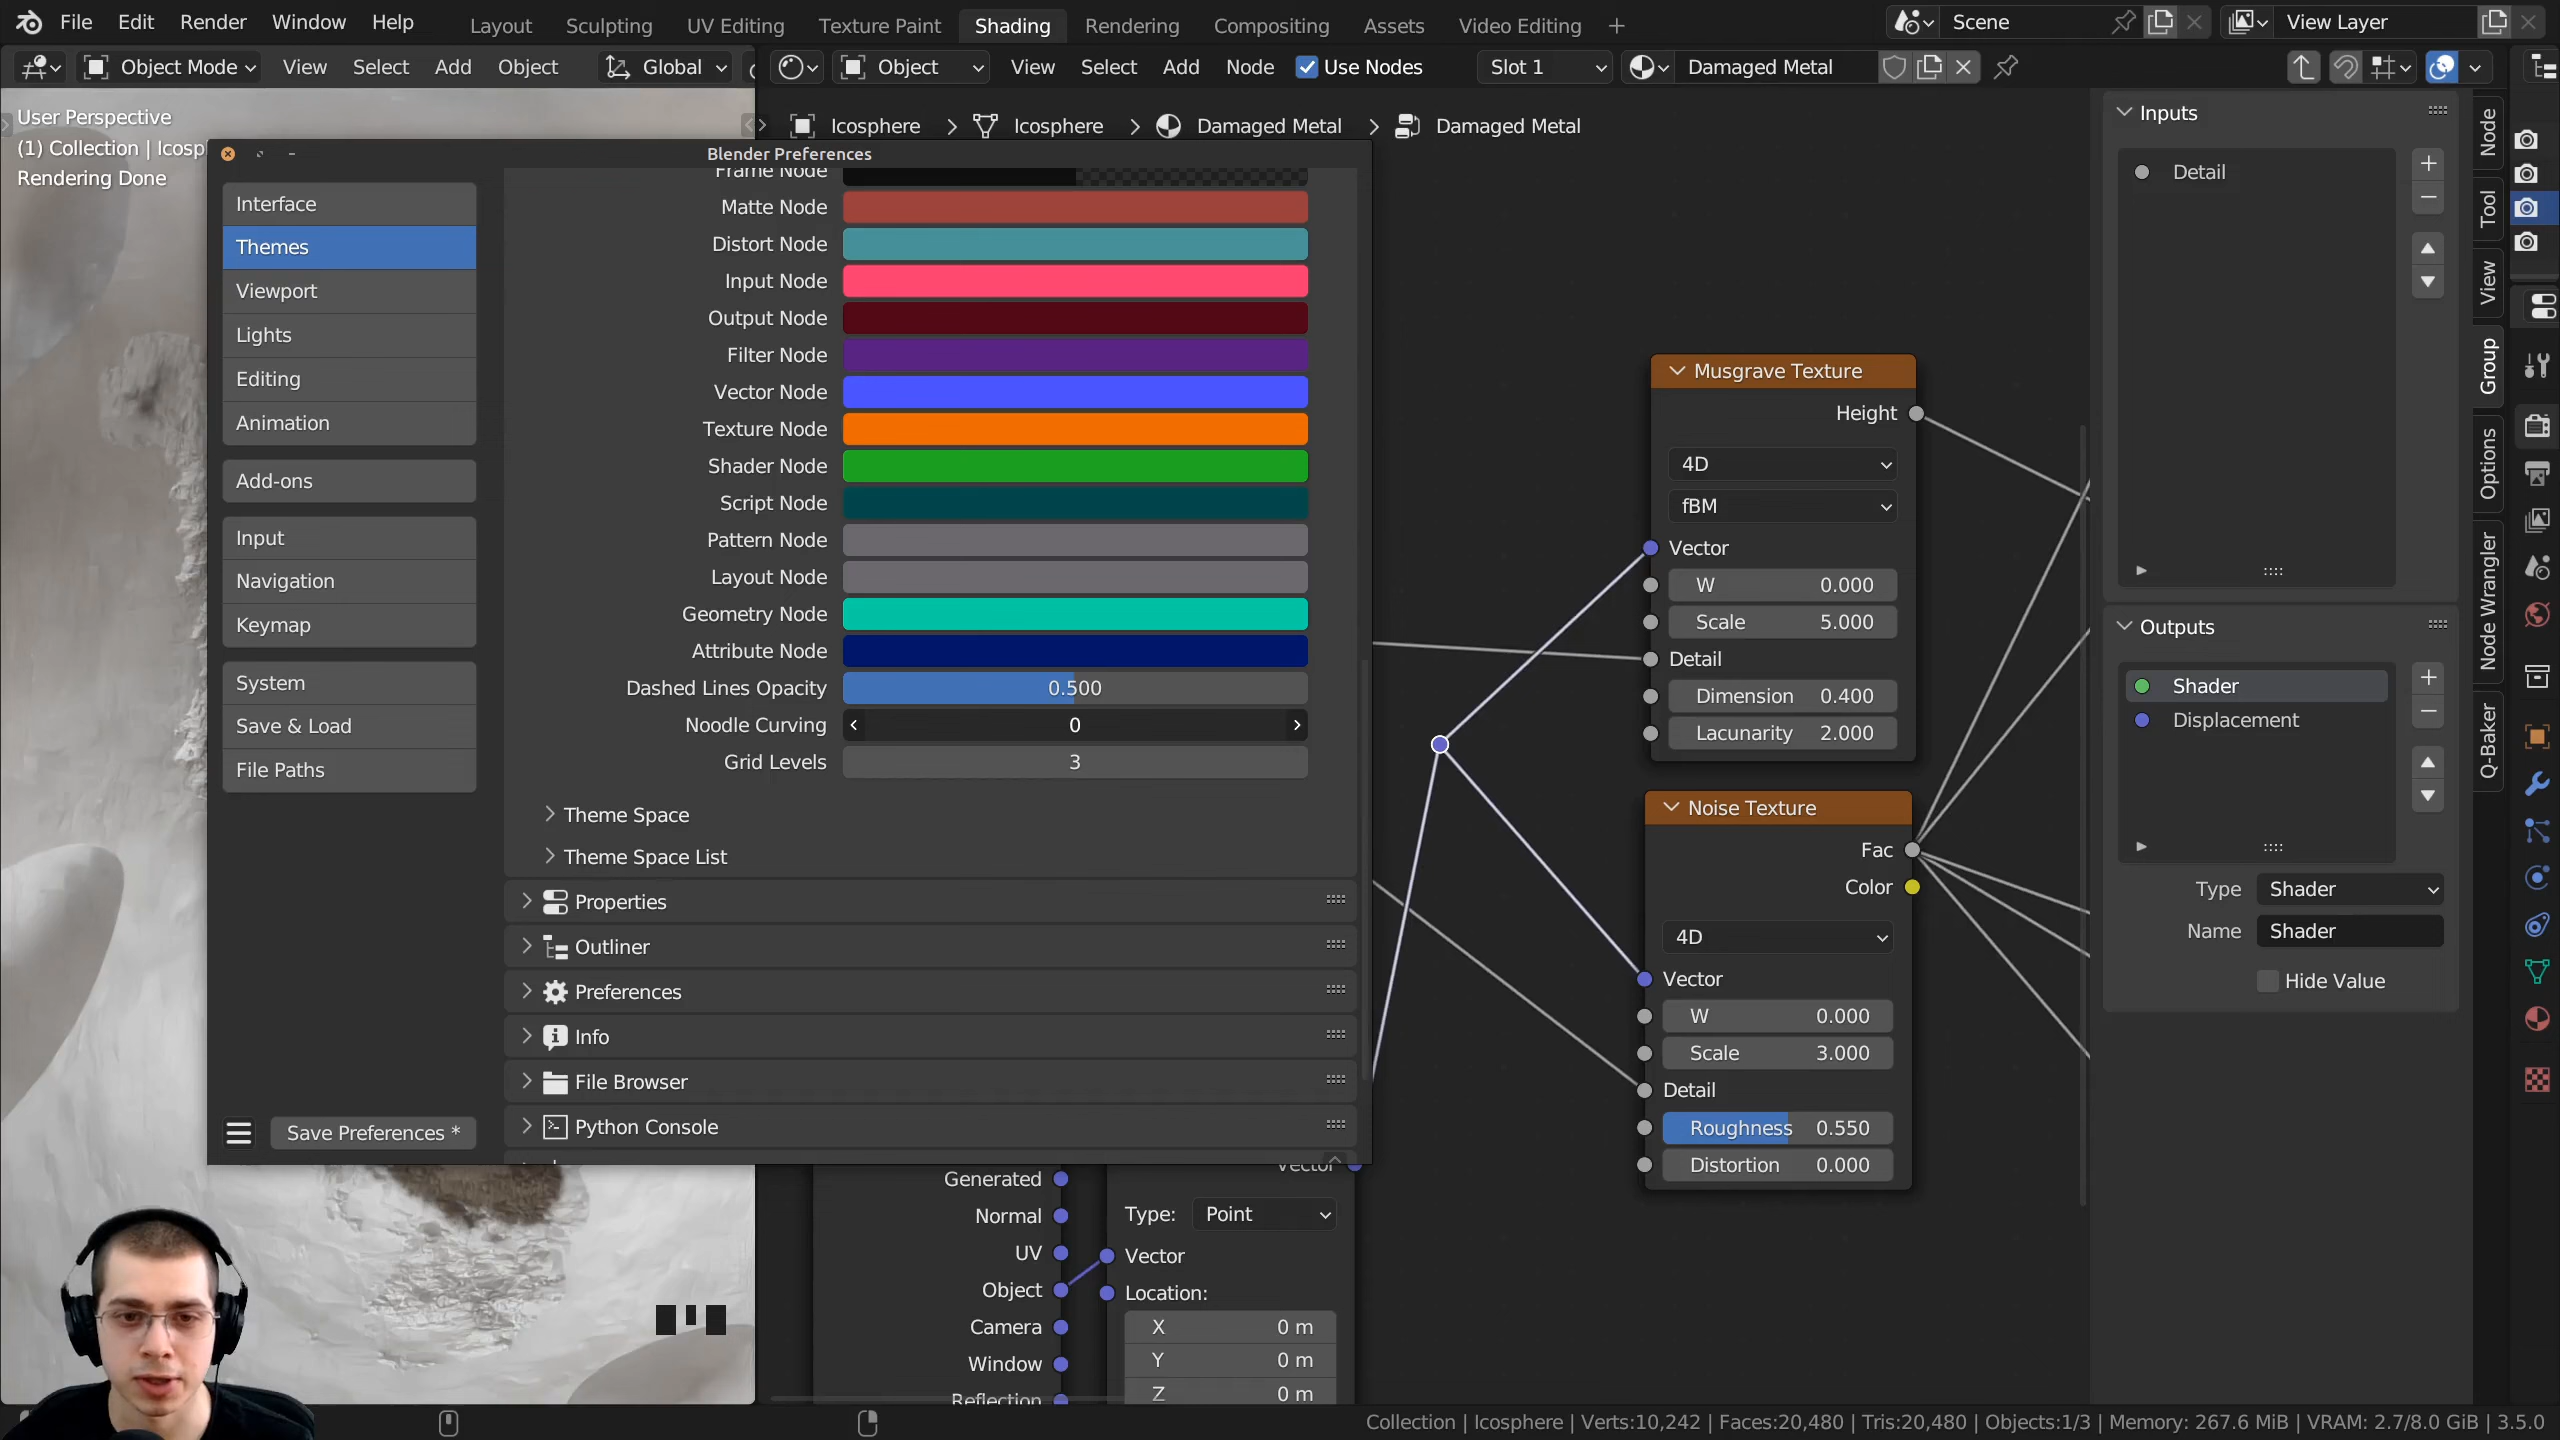 File Edit Render Window Help Layout Sculpting UV Editing Texture Paint Shading Rendering Compositing Assets Video Editing Scene View Layer
Object Mode View Select Add Object Global Object View Select Add Node Use Nodes Slot 1 Damaged Metal
User Perspective
(1) Collection | Icosp
Rendering Done
Icosphere Icosphere Damaged Metal Damaged Metal
Blender Preferences
Interface
Themes
Viewport
Lights
Editing
Animation
Add-ons
Input
Navigation
Keymap
System
Save & Load
File Paths
Save Preferences *
Frame Node
Matte Node
Distort Node
Input Node
Output Node
Filter Node
Vector Node
Texture Node
Shader Node
Script Node
Pattern Node
Layout Node
Geometry Node
Attribute Node
Dashed Lines Opacity 0.500
Noodle Curving 0
Grid Levels 3
Theme Space
Theme Space List
Properties
Outliner
Preferences
Info
File Browser
Python Console
Generated
Normal
UV
Object
Camera
Window
Reflection
Vector
Type: Point
Vector
Location:
X 0 m
Y 0 m
Z 0 m
Musgrave Texture
Height
4D
fBM
Vector
W 0.000
Scale 5.000
Detail
Dimension 0.400
Lacunarity 2.000
Noise Texture
Fac
Color
4D
Vector
W 0.000
Scale 3.000
Detail
Roughness 0.550
Distortion 0.000
Inputs
Detail
Outputs
Shader
Displacement
Type Shader
Name Shader
Hide Value
Node
Tool
View
Group
Options
Node Wrangler
Q-Baker
Collection | Icosphere | Verts:10,242 | Faces:20,480 | Tris:20,480 | Objects:1/3 | Memory: 267.6 MiB | VRAM: 2.7/8.0 GiB | 3.5.0